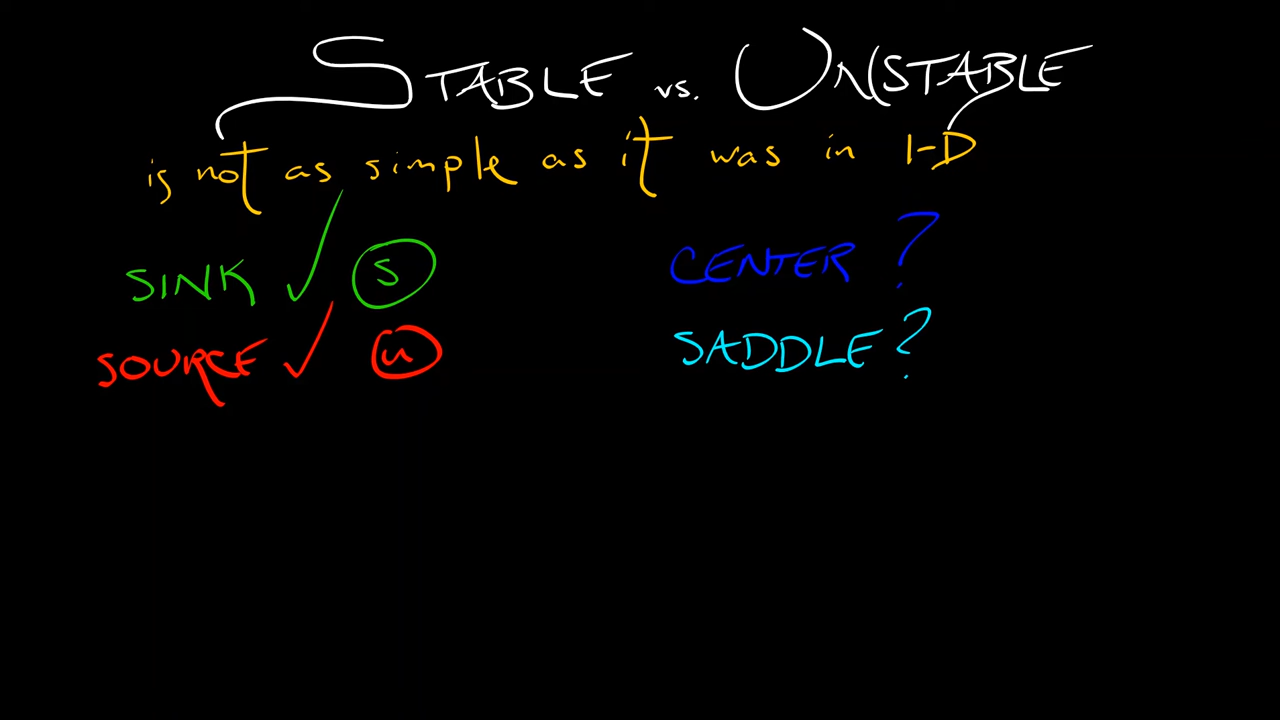 STABLE vs. UNSTABLE
is not as simple as it was in 1-D
SINK ✓ S
CENTER ?
SOURCE ✓ u
SADDLE ?